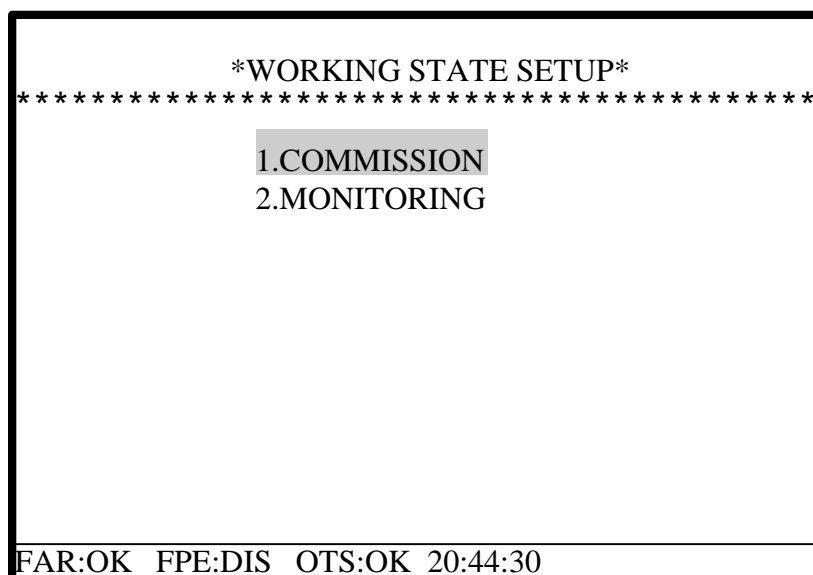 *WORKING STATE SETUP*
*******************************************
1.COMMISSION
2.MONITORING
FAR:OK FPE:DIS OTS:OK 20:44:30